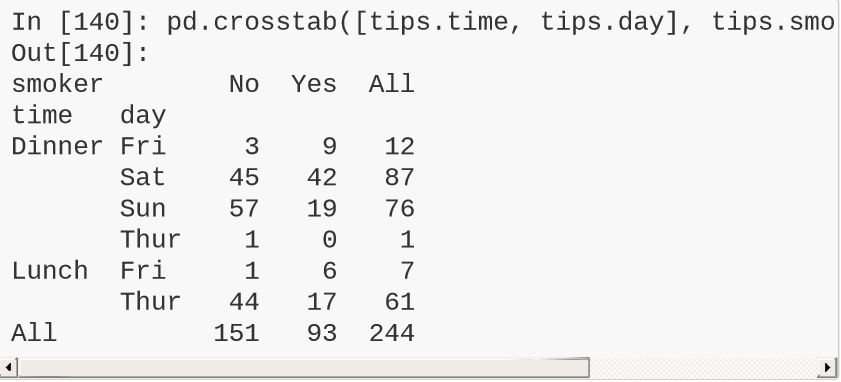 In [140]: pd.crosstab([tips.time, tips.day], tips.smo
Out[140]:
smoker        No  Yes  All
time   day
Dinner Fri     3    9   12
       Sat    45   42   87
       Sun    57   19   76
       Thur    1    0    1
Lunch  Fri     1    6    7
       Thur   44   17   61
All          151   93  244